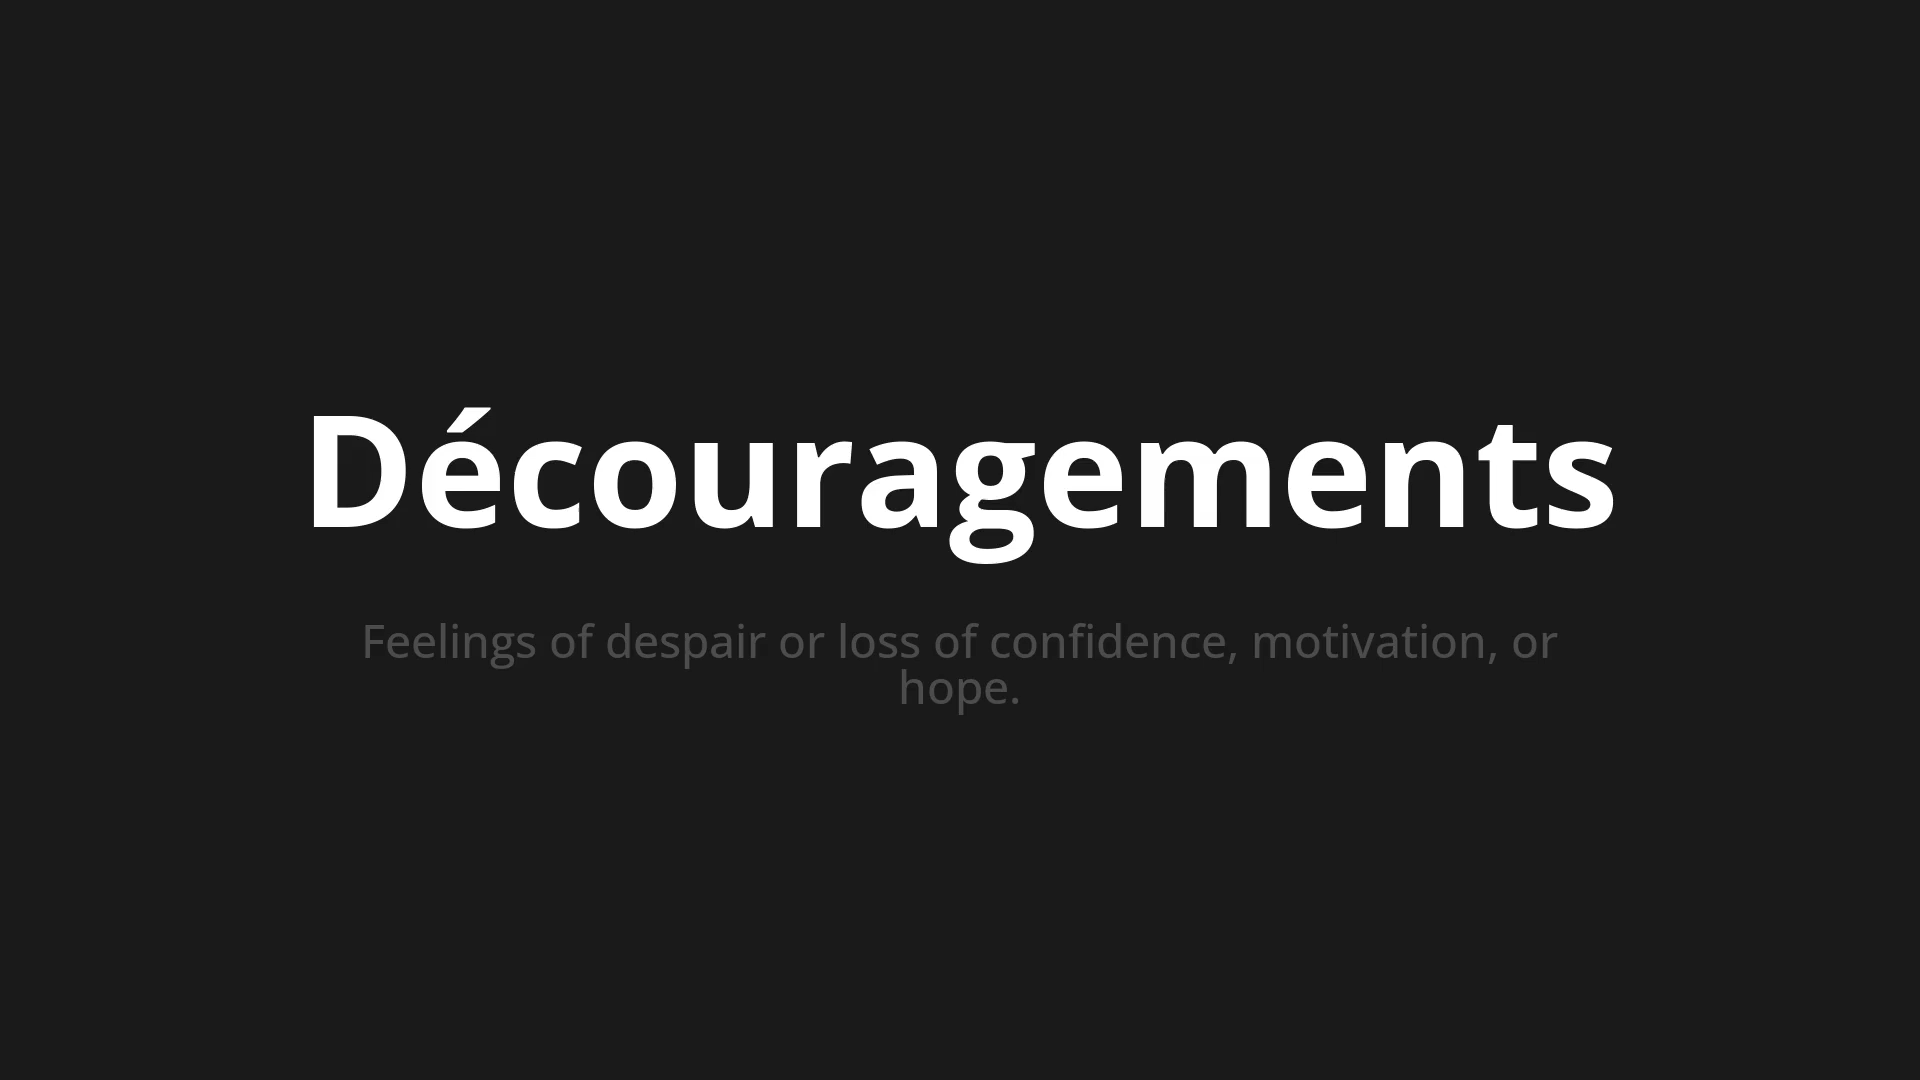 Découragements
Feelings of despair or loss of confidence, motivation, or
hope.